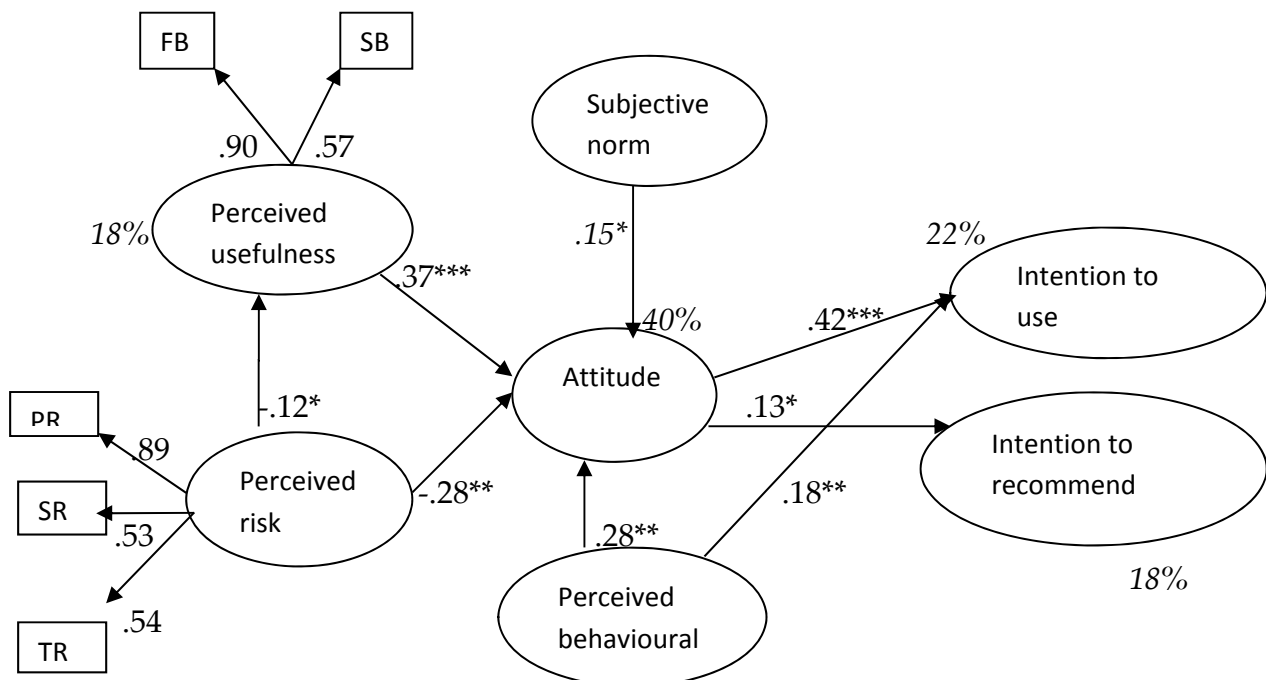 FB
SB
.90
.57
Subjective
norm
18%
Perceived
usefulness
.15*
22%
.37***
Intention to
use
40%
.42***
Attitude
-.12*
.13*
PR
.89
Perceived
risk
-.28**
Intention to
recommend
SR
.53
.18**
.28**
18%
.54
Perceived
behavioural
TR